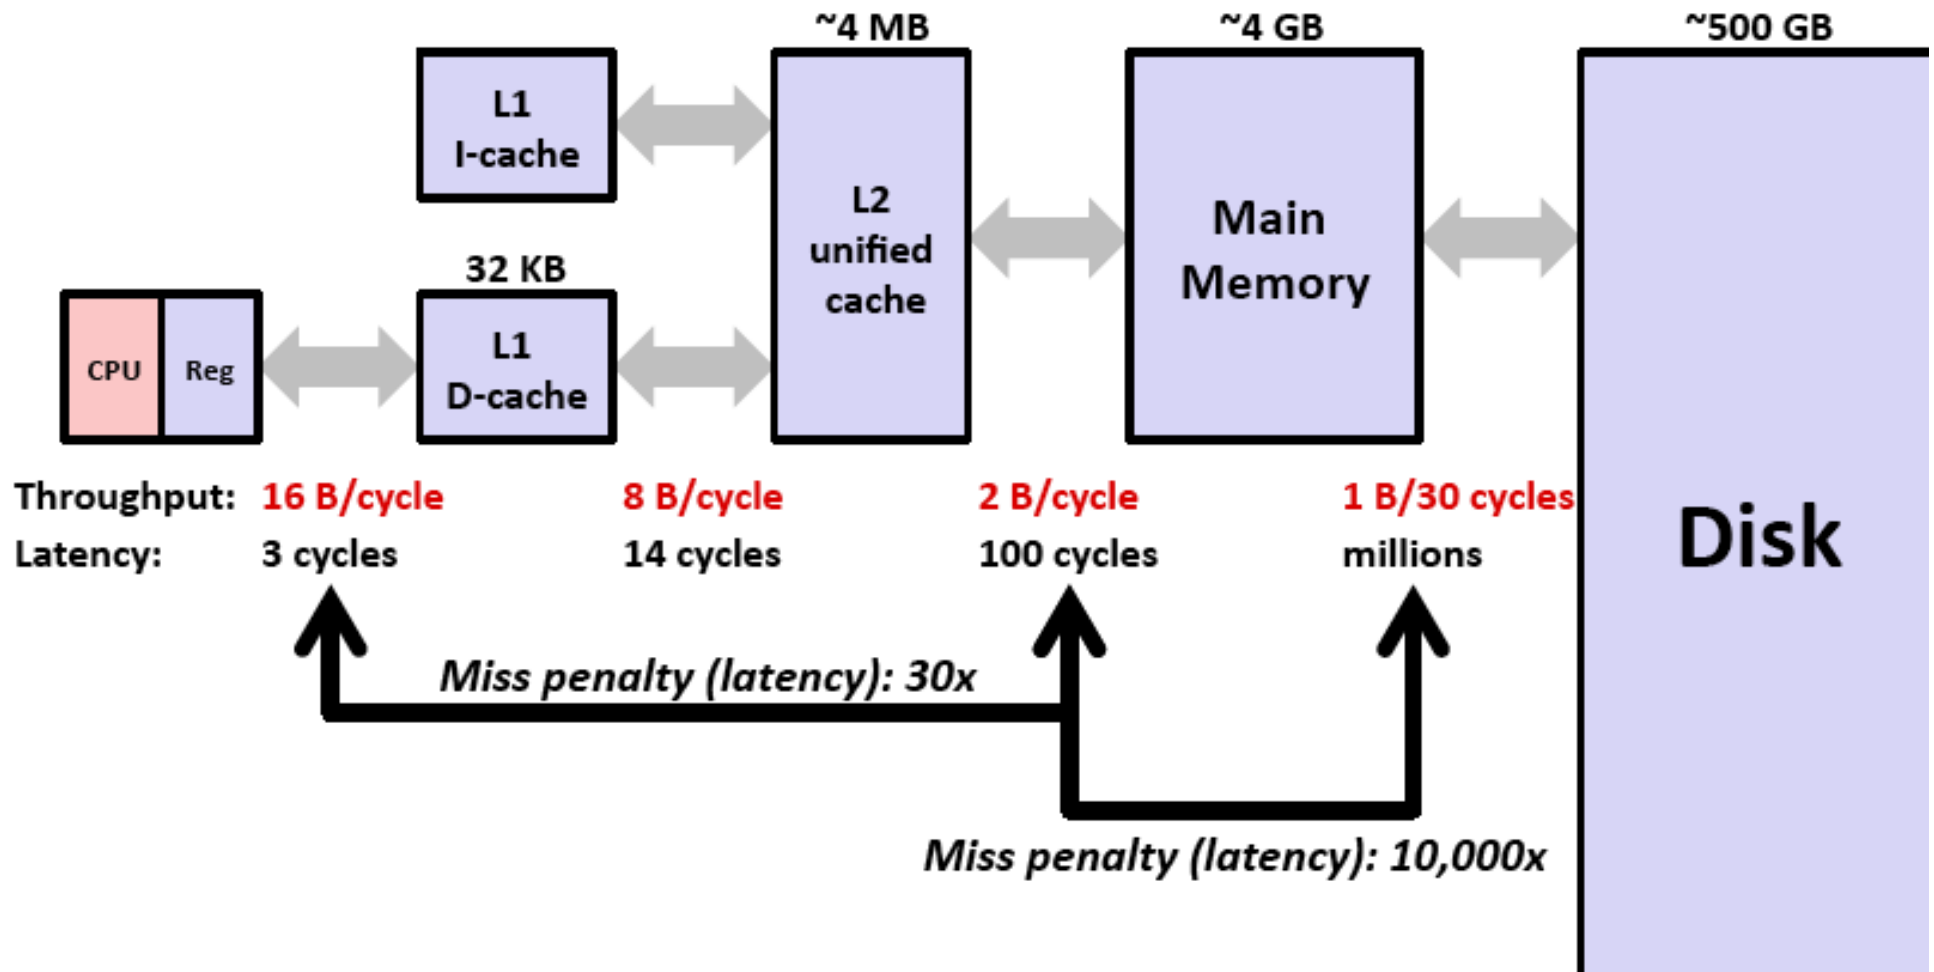 ~4 MB
~4 GB
~500 GB
L1
I-cache
L2
unified
cache
Main
Memory
32 KB
CPU
Reg
L1
D-cache
Disk
Throughput: 16 B/cycle 8 B/cycle 2 B/cycle 1 B/30 cycles
Latency: 3 cycles 14 cycles 100 cycles millions
Miss penalty (latency): 30x
Miss penalty (latency): 10,000x